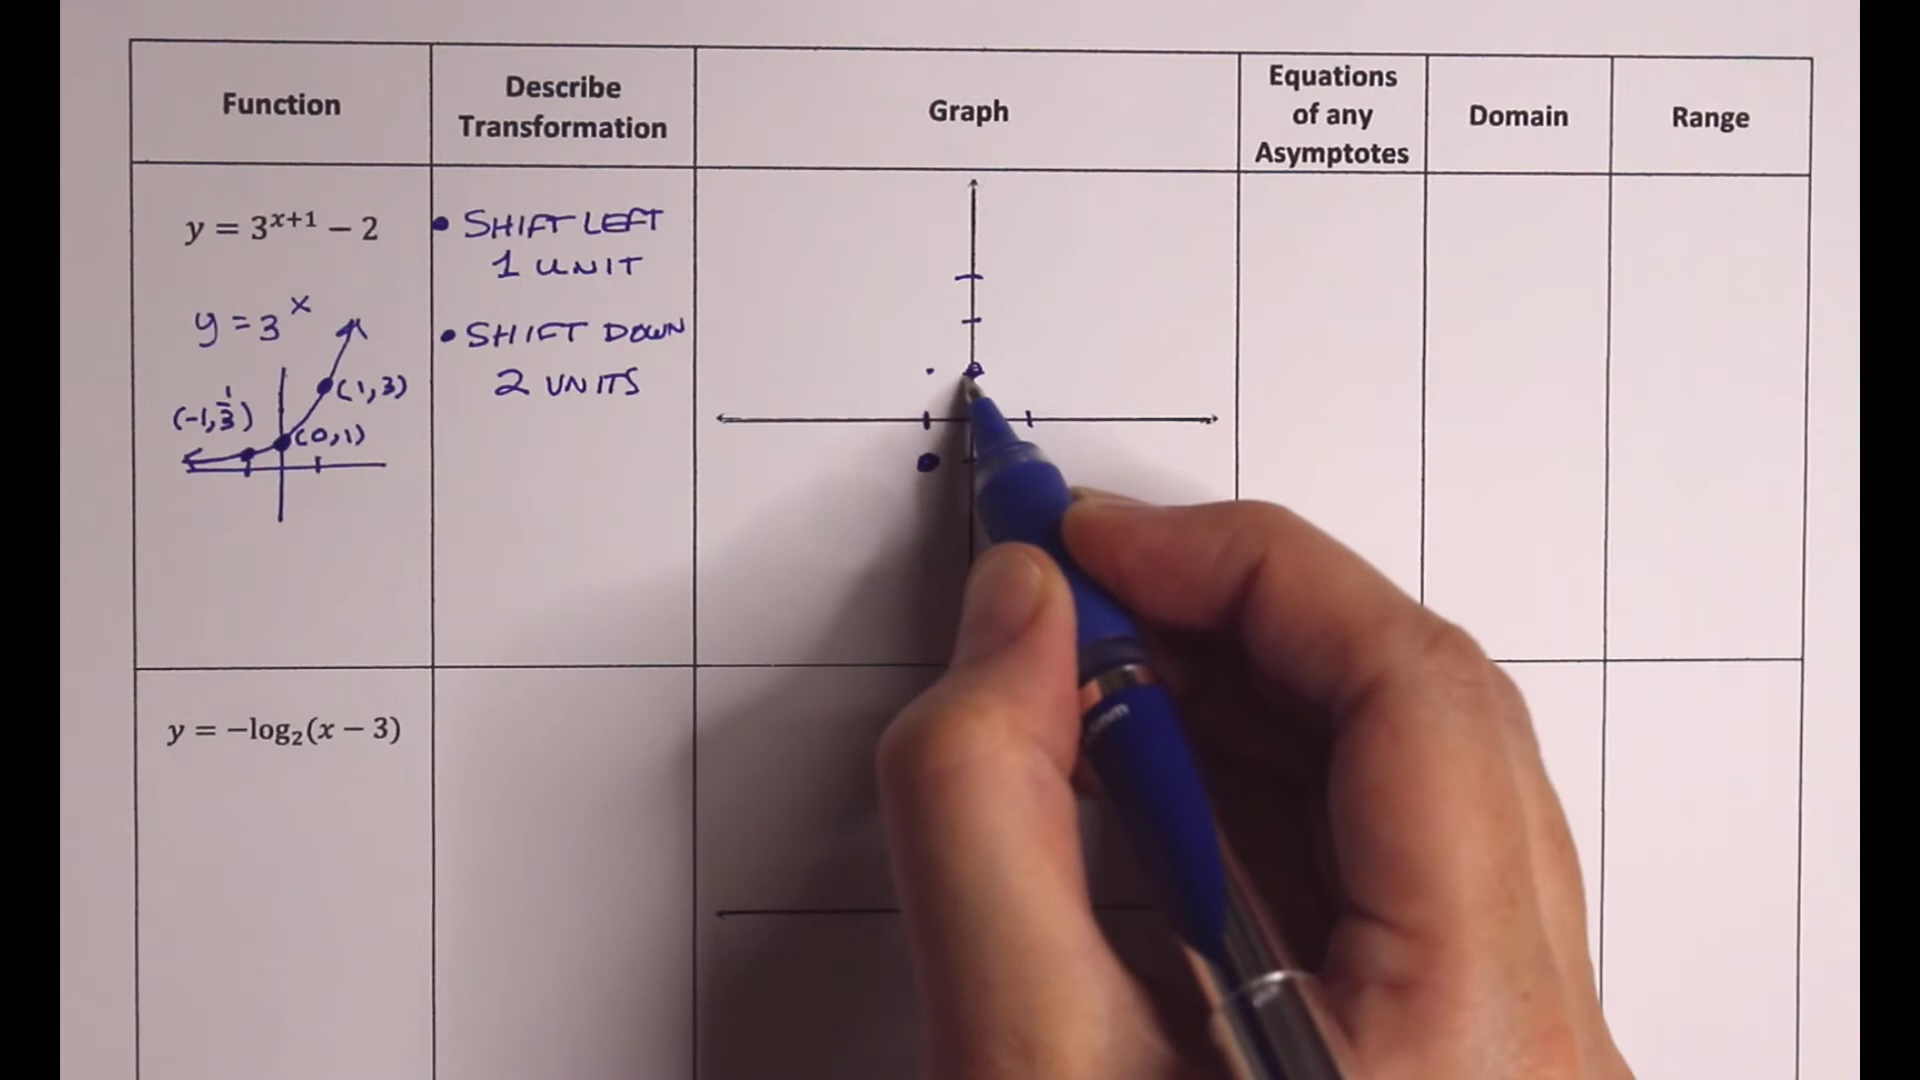 Function
Describe Transformation
Graph
Equations of any Asymptotes
Domain
Range
y = 3^{x+1} − 2
y = 3^x
(1,3)
(-1,1/3)
(0,1)
• SHIFT LEFT
1 UNIT
• SHIFT DOWN
2 UNITS
y = −log₂(x − 3)